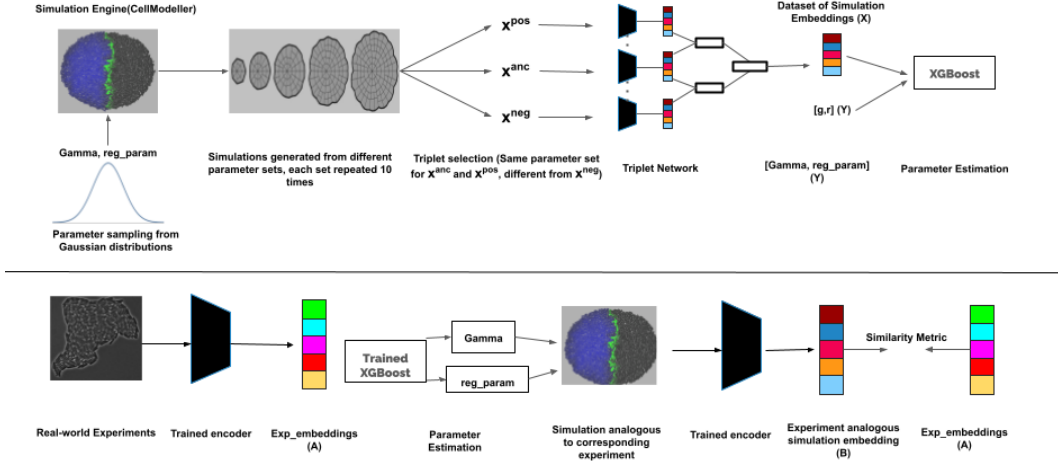 Simulation Engine(CellModeller)
Gamma, reg_param
Parameter sampling from
Gaussian distributions
Simulations generated from different
parameter sets, each set repeated 10
times
x^pos
x^anc
x^neg
Triplet selection (Same parameter set
for x^anc and x^pos, different from x^neg)
Triplet Network
Dataset of Simulation
Embeddings (X)
[g,r] (Y)
[Gamma, reg_param]
(Y)
XGBoost
Parameter Estimation
Real-world Experiments
Trained encoder
Exp_embeddings
(A)
Trained
XGBoost
Gamma
reg_param
Parameter
Estimation
Simulation analogous
to corresponding
experiment
Trained encoder
Experiment analogous
simulation embedding
(B)
Similarity Metric
Exp_embeddings
(A)